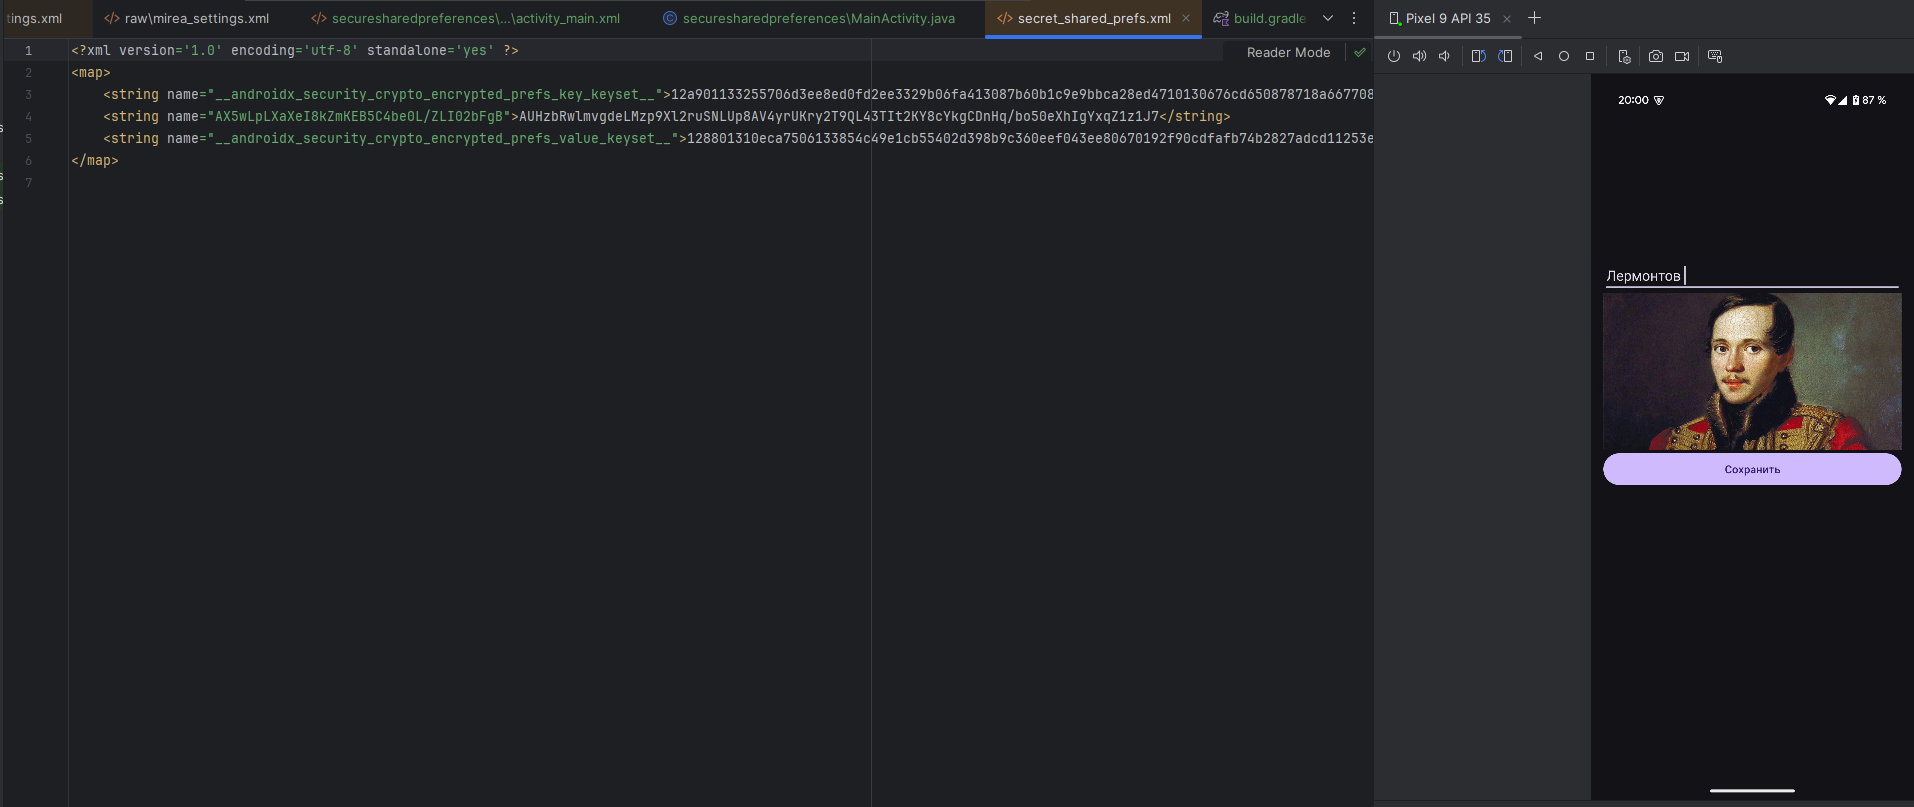 tings.xml
raw\mirea_settings.xml
securesharedpreferences\...\activity_main.xml
securesharedpreferences\MainActivity.java
secret_shared_prefs.xml
build.gradle
Pixel 9 API 35
Reader Mode
1 <?xml version='1.0' encoding='utf-8' standalone='yes' ?>
2 <map>
3 <string name="__androidx_security_crypto_encrypted_prefs_key_keyset__">12a901133255706d3ee8ed0fd2ee3329b06fa413087b60b1c9e9bbca28ed4710130676cd650878718a667708
4 <string name="AX5wLpLXaXeI8kZmKEB5C4be0L/ZLI02bFgB">AUHzbRwlmvgdeLMzp9Xl2ruSNLUp8AV4yrUKry2T9QL43TIt2KY8cYkgCDnHq/bo50eXhIgYxqZ1z1J7</string>
5 <string name="__androidx_security_crypto_encrypted_prefs_value_keyset__">128801310eca7506133854c49e1cb55402d398b9c360eef043ee80670192f90cdfafb74b2827adcd11253e
6 </map>
7
20:00
87 %
Лермонтов
Сохранить